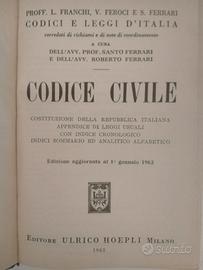 PROFF. L. FRANCHI, V. FEROCI E S. FERRARI
CODICI E LEGGI D'ITALIA
corredati di richiami e di note di coordinamento
A CURA
DELL'AVV. PROF. SANTO FERRARI
E DELL'AVV. ROBERTO FERRARI
CODICE CIVILE
COSTITUZIONE DELLA REPUBBLICA ITALIANA
APPENDICE DI LEGGI USUALI
CON INDICE CRONOLOGICO
INDICI SOMMARIO ED ANALITICO ALFABETICO
Edizione aggiornata al 1° gennaio 1963
EDITORE ULRICO HOEPLI MILANO
1963
subito